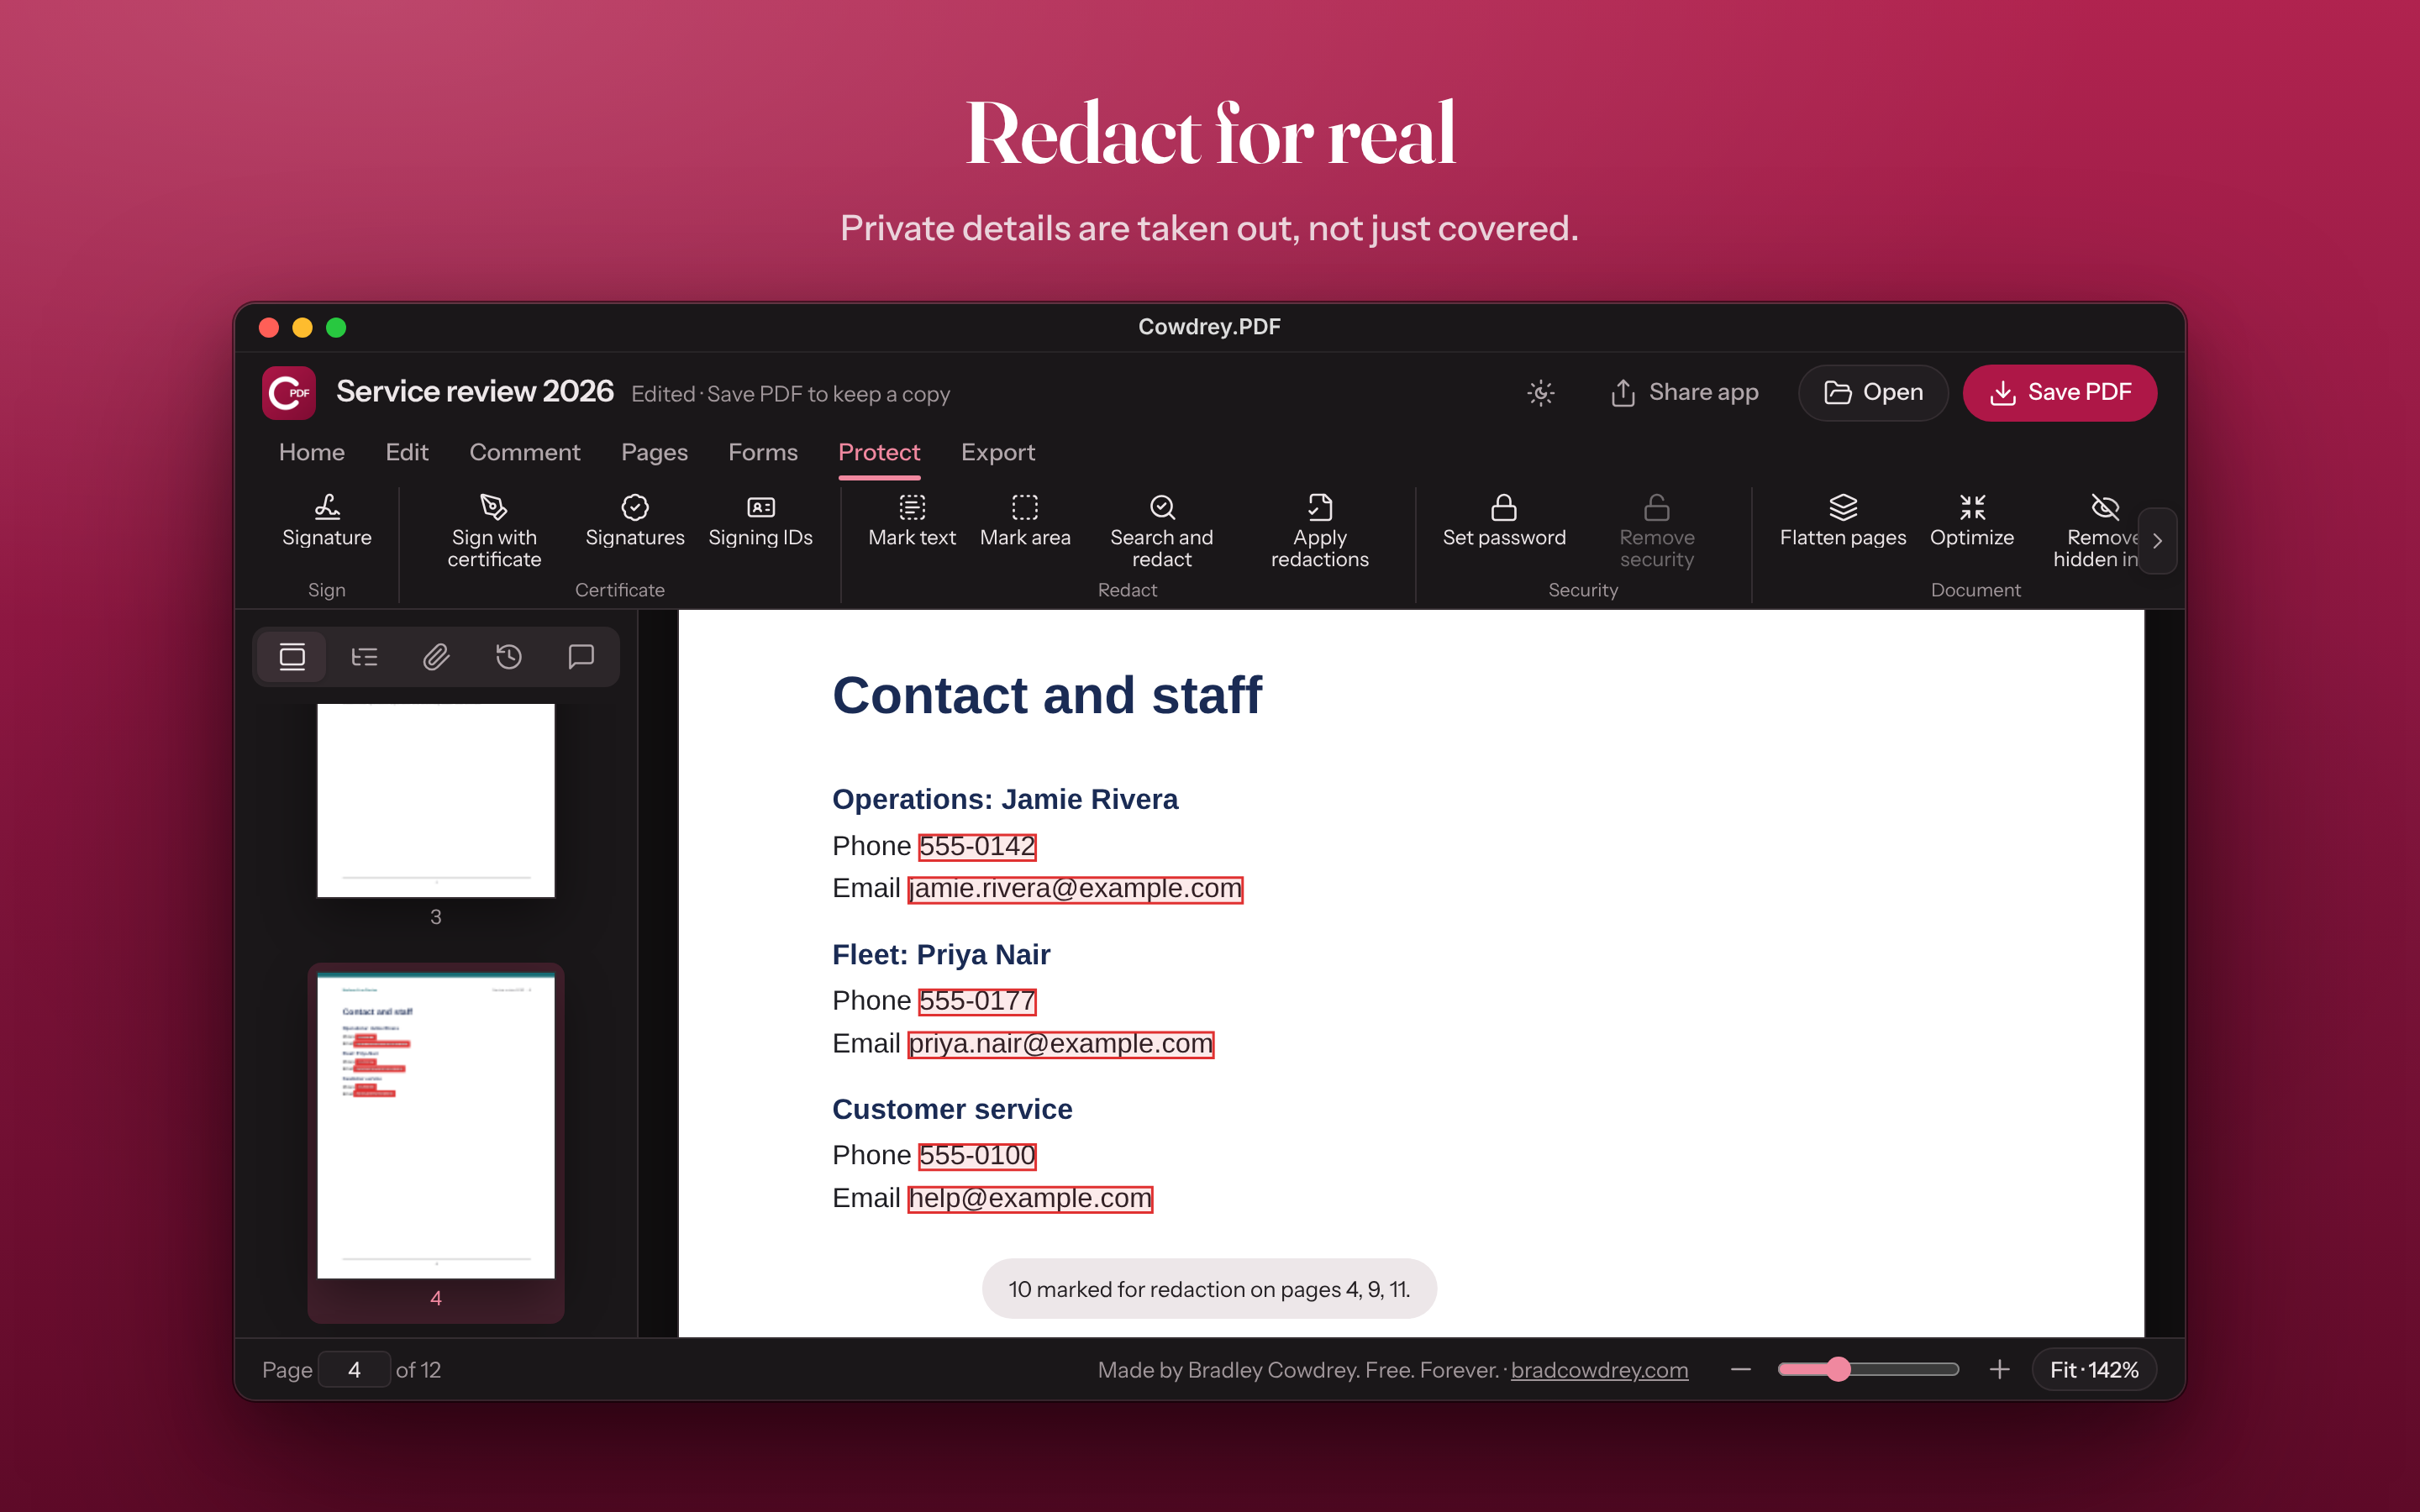 Redact for real
Private details are taken out, not just covered.
Cowdrey.PDF
PDF
Service review 2026
Edited · Save PDF to keep a copy
Share app
Open
Save PDF
Home
Edit
Comment
Pages
Forms
Protect
Export
Signature
Sign
Sign with
certificate
Signatures
Signing IDs
Certificate
Mark text
Mark area
Search and
redact
Apply
redactions
Redact
Set password
Remove
security
Security
Flatten pages
Optimize
Remove
hidden in
Document
3
Contact and staff
4
Contact and staff
Operations: Jamie Rivera
Phone 555-0142
Email jamie.rivera@example.com
Fleet: Priya Nair
Phone 555-0177
Email priya.nair@example.com
Customer service
Phone 555-0100
Email help@example.com
10 marked for redaction on pages 4, 9, 11.
Page 4 of 12
Made by Bradley Cowdrey. Free. Forever. · bradcowdrey.com
Fit · 142%